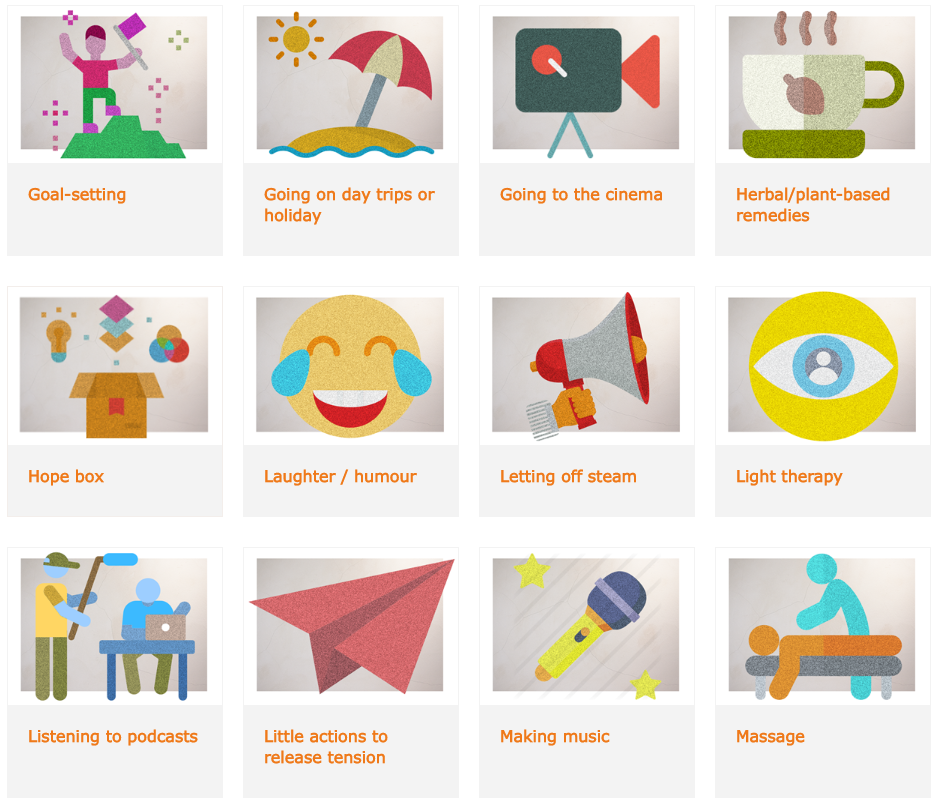 Goal-setting
Going on day trips or
holiday
Going to the cinema
Herbal/plant-based
remedies
Hope box
Laughter / humour
Letting off steam
Light therapy
Listening to podcasts
Little actions to
release tension
Making music
Massage